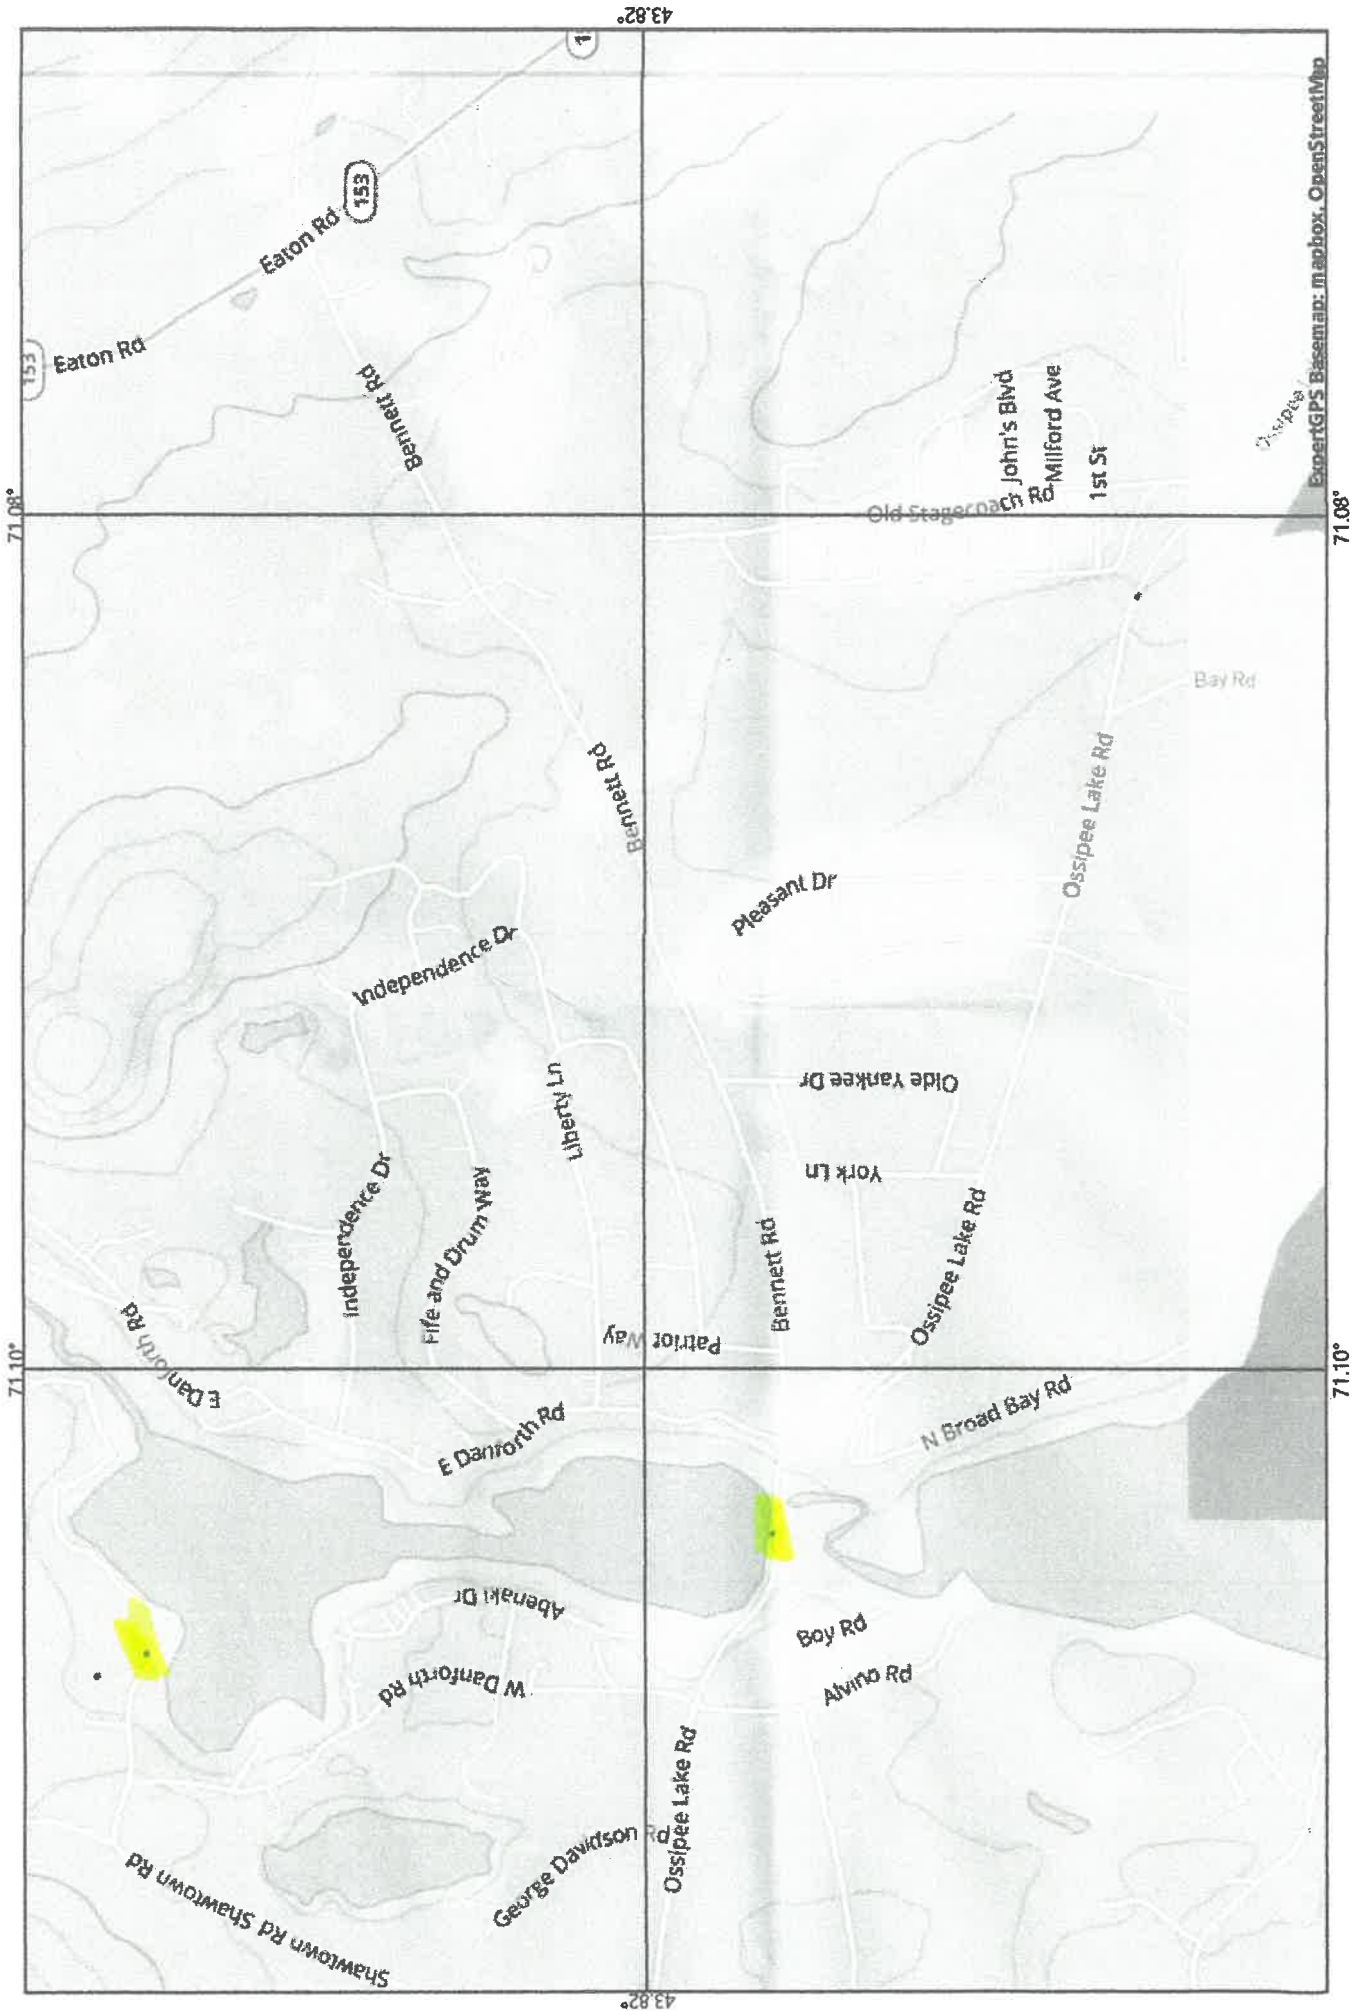 43.82°
1
153
Eaton Rd
153
Eaton Rd
Bennett Rd
71.08°
71.08°
John's Blvd
Milford Ave
1st St
Old Stagecoach Rd
Ossipee
ExpertGPS Basemap: mapbox, OpenStreetMap
Bay Rd
Bennett Rd
Bennett Rd
Ossipee Lake Rd
Pleasant Dr
Independence Dr
Liberty Ln
Olde Yankee Dr
York Ln
Independence Dr
Fife and Drum Way
Bennett Rd
Ossipee Lake Rd
Patriot Way
E Danforth Rd
71.10°
71.10°
E Danforth Rd
N Broad Bay Rd
Abenaki Dr
W Danforth Rd
Boy Rd
Alvino Rd
Ossipee Lake Rd
George Davidson Rd
Shawtown Rd Shawtown Rd
43.82°